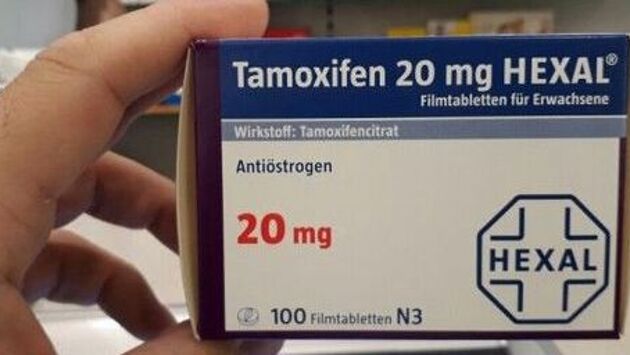 Tamoxifen 20 mg HEXAL®
Filmtabletten für Erwachsene
Wirkstoff: Tamoxifencitrat
Antiöstrogen
20 mg
HEXAL
100 Filmtabletten N3